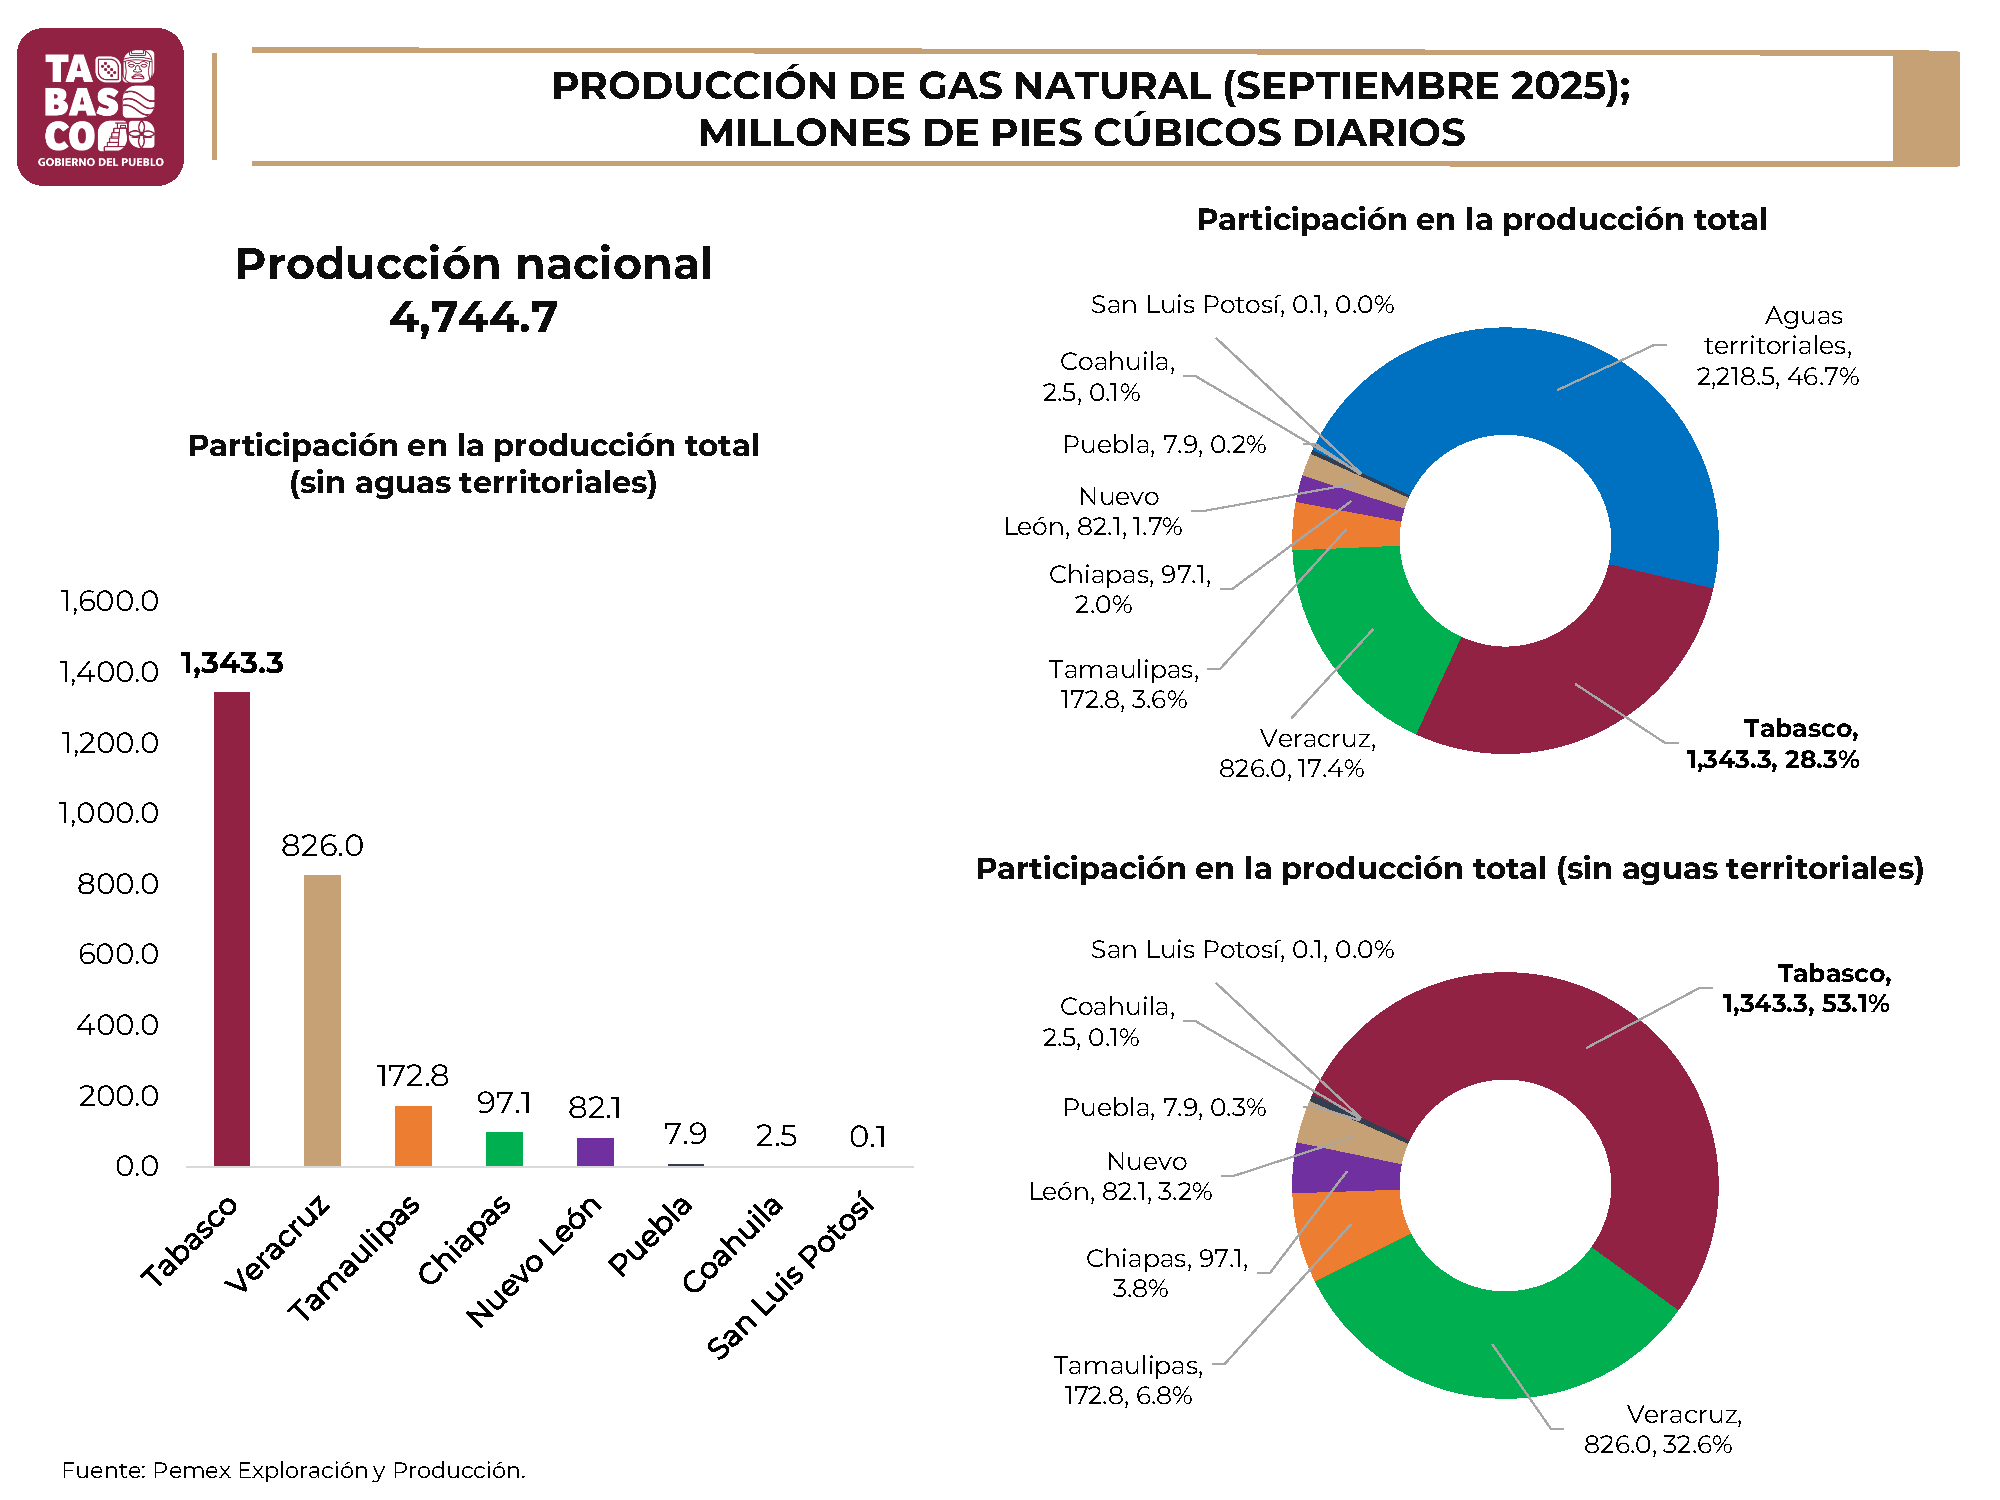 TA
BAS
CO
GOBIERNO DEL PUEBLO
PRODUCCIÓN DE GAS NATURAL (SEPTIEMBRE 2025);
MILLONES DE PIES CÚBICOS DIARIOS
Producción nacional
4,744.7
Participación en la producción total
(sin aguas territoriales)
1,600.0
1,400.0
1,200.0
1,000.0
800.0
600.0
400.0
200.0
0.0
1,343.3
826.0
172.8
97.1
82.1
7.9
2.5
0.1
Tabasco
Veracruz
Tamaulipas
Chiapas
Nuevo León
Puebla
Coahuila
San Luis Potosí
Participación en la producción total
San Luis Potosí, 0.1, 0.0%
Coahuila,
2.5, 0.1%
Puebla, 7.9, 0.2%
Nuevo
León, 82.1, 1.7%
Chiapas, 97.1,
2.0%
Tamaulipas,
172.8, 3.6%
Veracruz,
826.0, 17.4%
Aguas
territoriales,
2,218.5, 46.7%
Tabasco,
1,343.3, 28.3%
Participación en la producción total (sin aguas territoriales)
San Luis Potosí, 0.1, 0.0%
Coahuila,
2.5, 0.1%
Puebla, 7.9, 0.3%
Nuevo
León, 82.1, 3.2%
Chiapas, 97.1,
3.8%
Tamaulipas,
172.8, 6.8%
Tabasco,
1,343.3, 53.1%
Veracruz,
826.0, 32.6%
Fuente: Pemex Exploración y Producción.